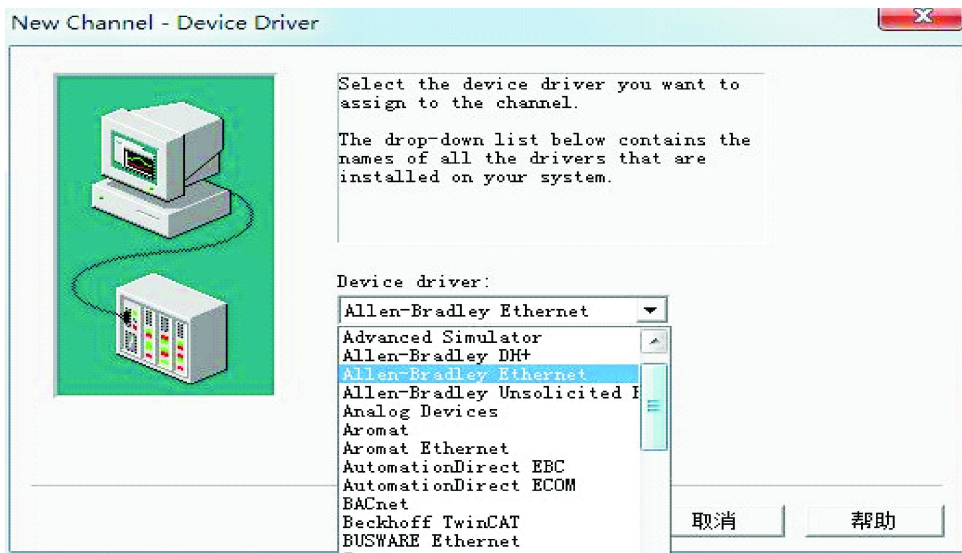 New Channel - Device Driver
Select the device driver you want to
assign to the channel.
The drop-down list below contains the
names of all the drivers that are
installed on your system.
Device driver:
Allen-Bradley Ethernet
Advanced Simulator
Allen-Bradley DH+
Allen-Bradley Ethernet
Allen-Bradley Unsolicited
Analog Devices
Aromat
Aromat Ethernet
AutomationDirect EBC
AutomationDirect ECOM
BACnet
Beckhoff TwinCAT
BUSWARE Ethernet
取消
帮助